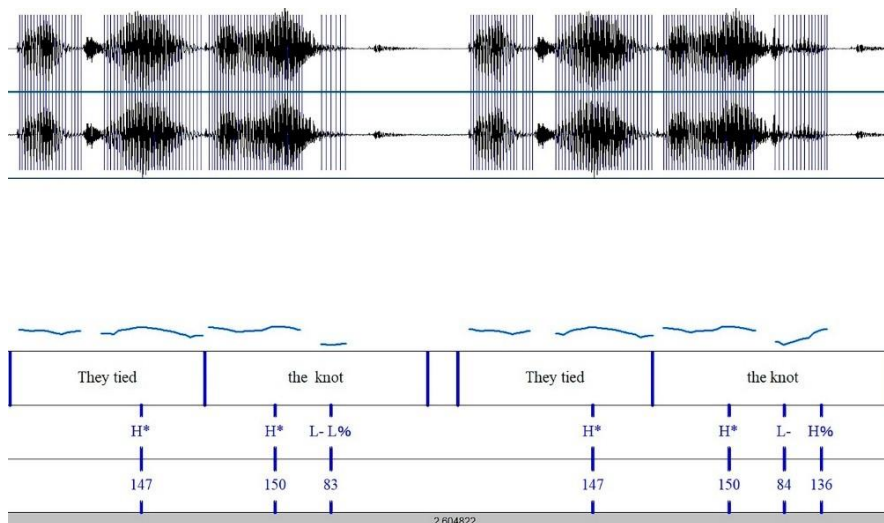 They tied the knot They tied the knot
H* H* L- L% H* H* L- H%
147 150 83 147 150 84 136
2.604822